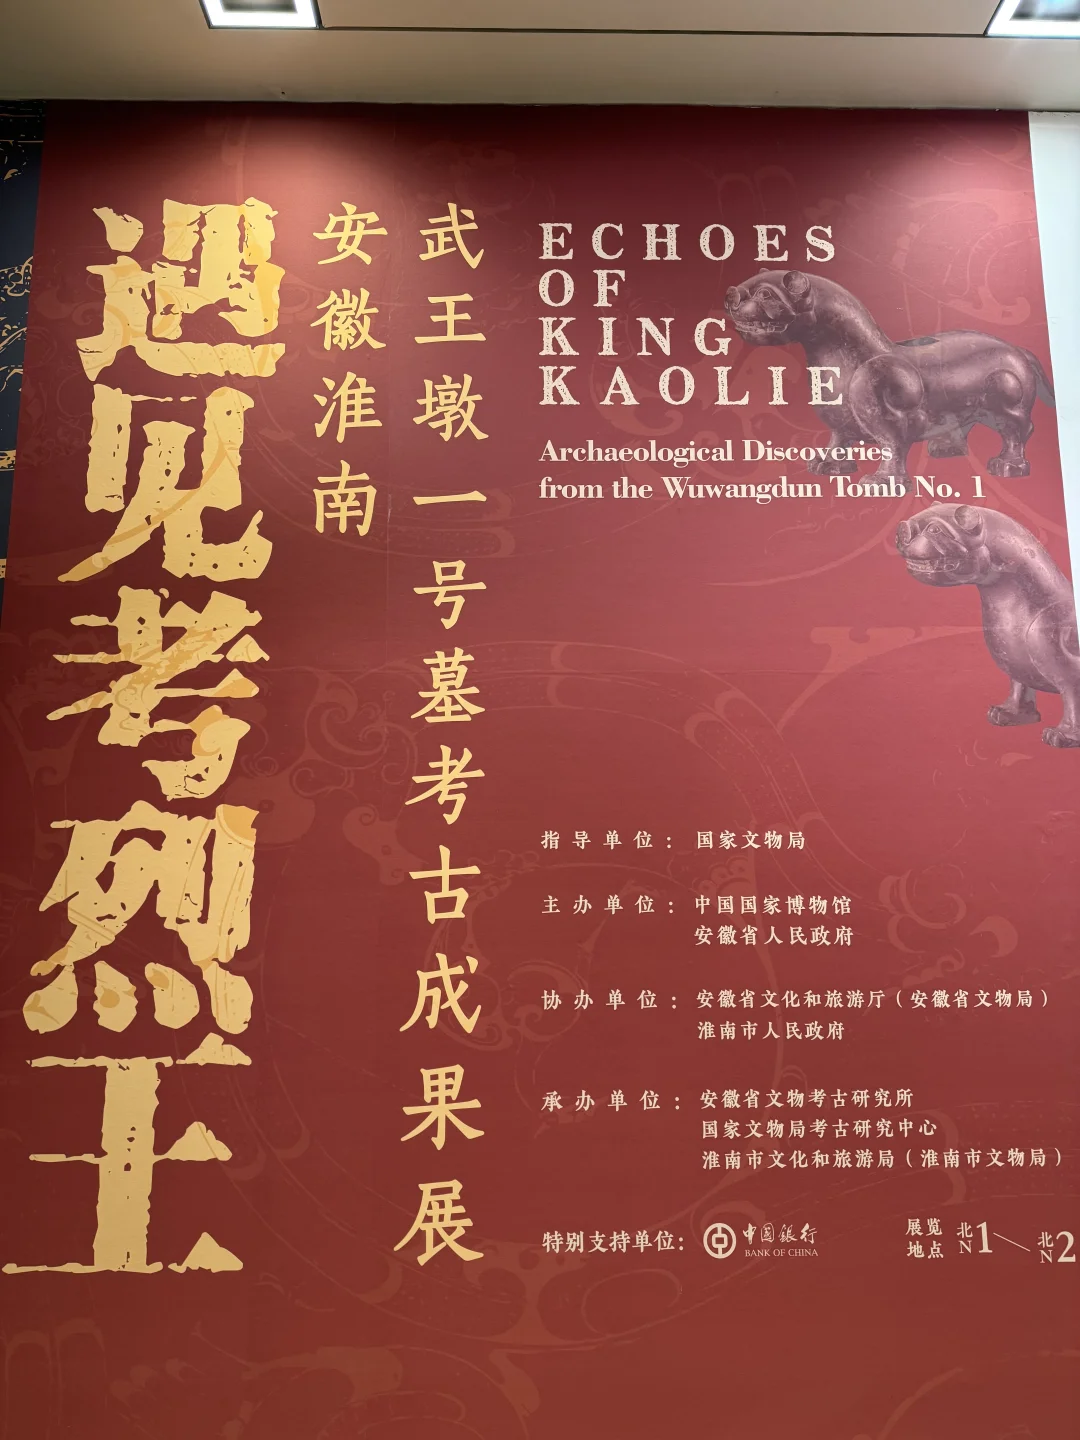 遇见考烈王
安徽淮南
武王墩一号墓考古成果展
ECHOES
OF
KING
KAOLIE
Archaeological Discoveries
from the Wuwangdun Tomb No. 1
指导单位：国家文物局
主办单位：中国国家博物馆
安徽省人民政府
协办单位：安徽省文化和旅游厅（安徽省文物局）
淮南市人民政府
承办单位：安徽省文物考古研究所
国家文物局考古研究中心
淮南市文化和旅游局（淮南市文物局）
特别支持单位：中国银行
BANK OF CHINA
展览
地点
北
N1
北
N2